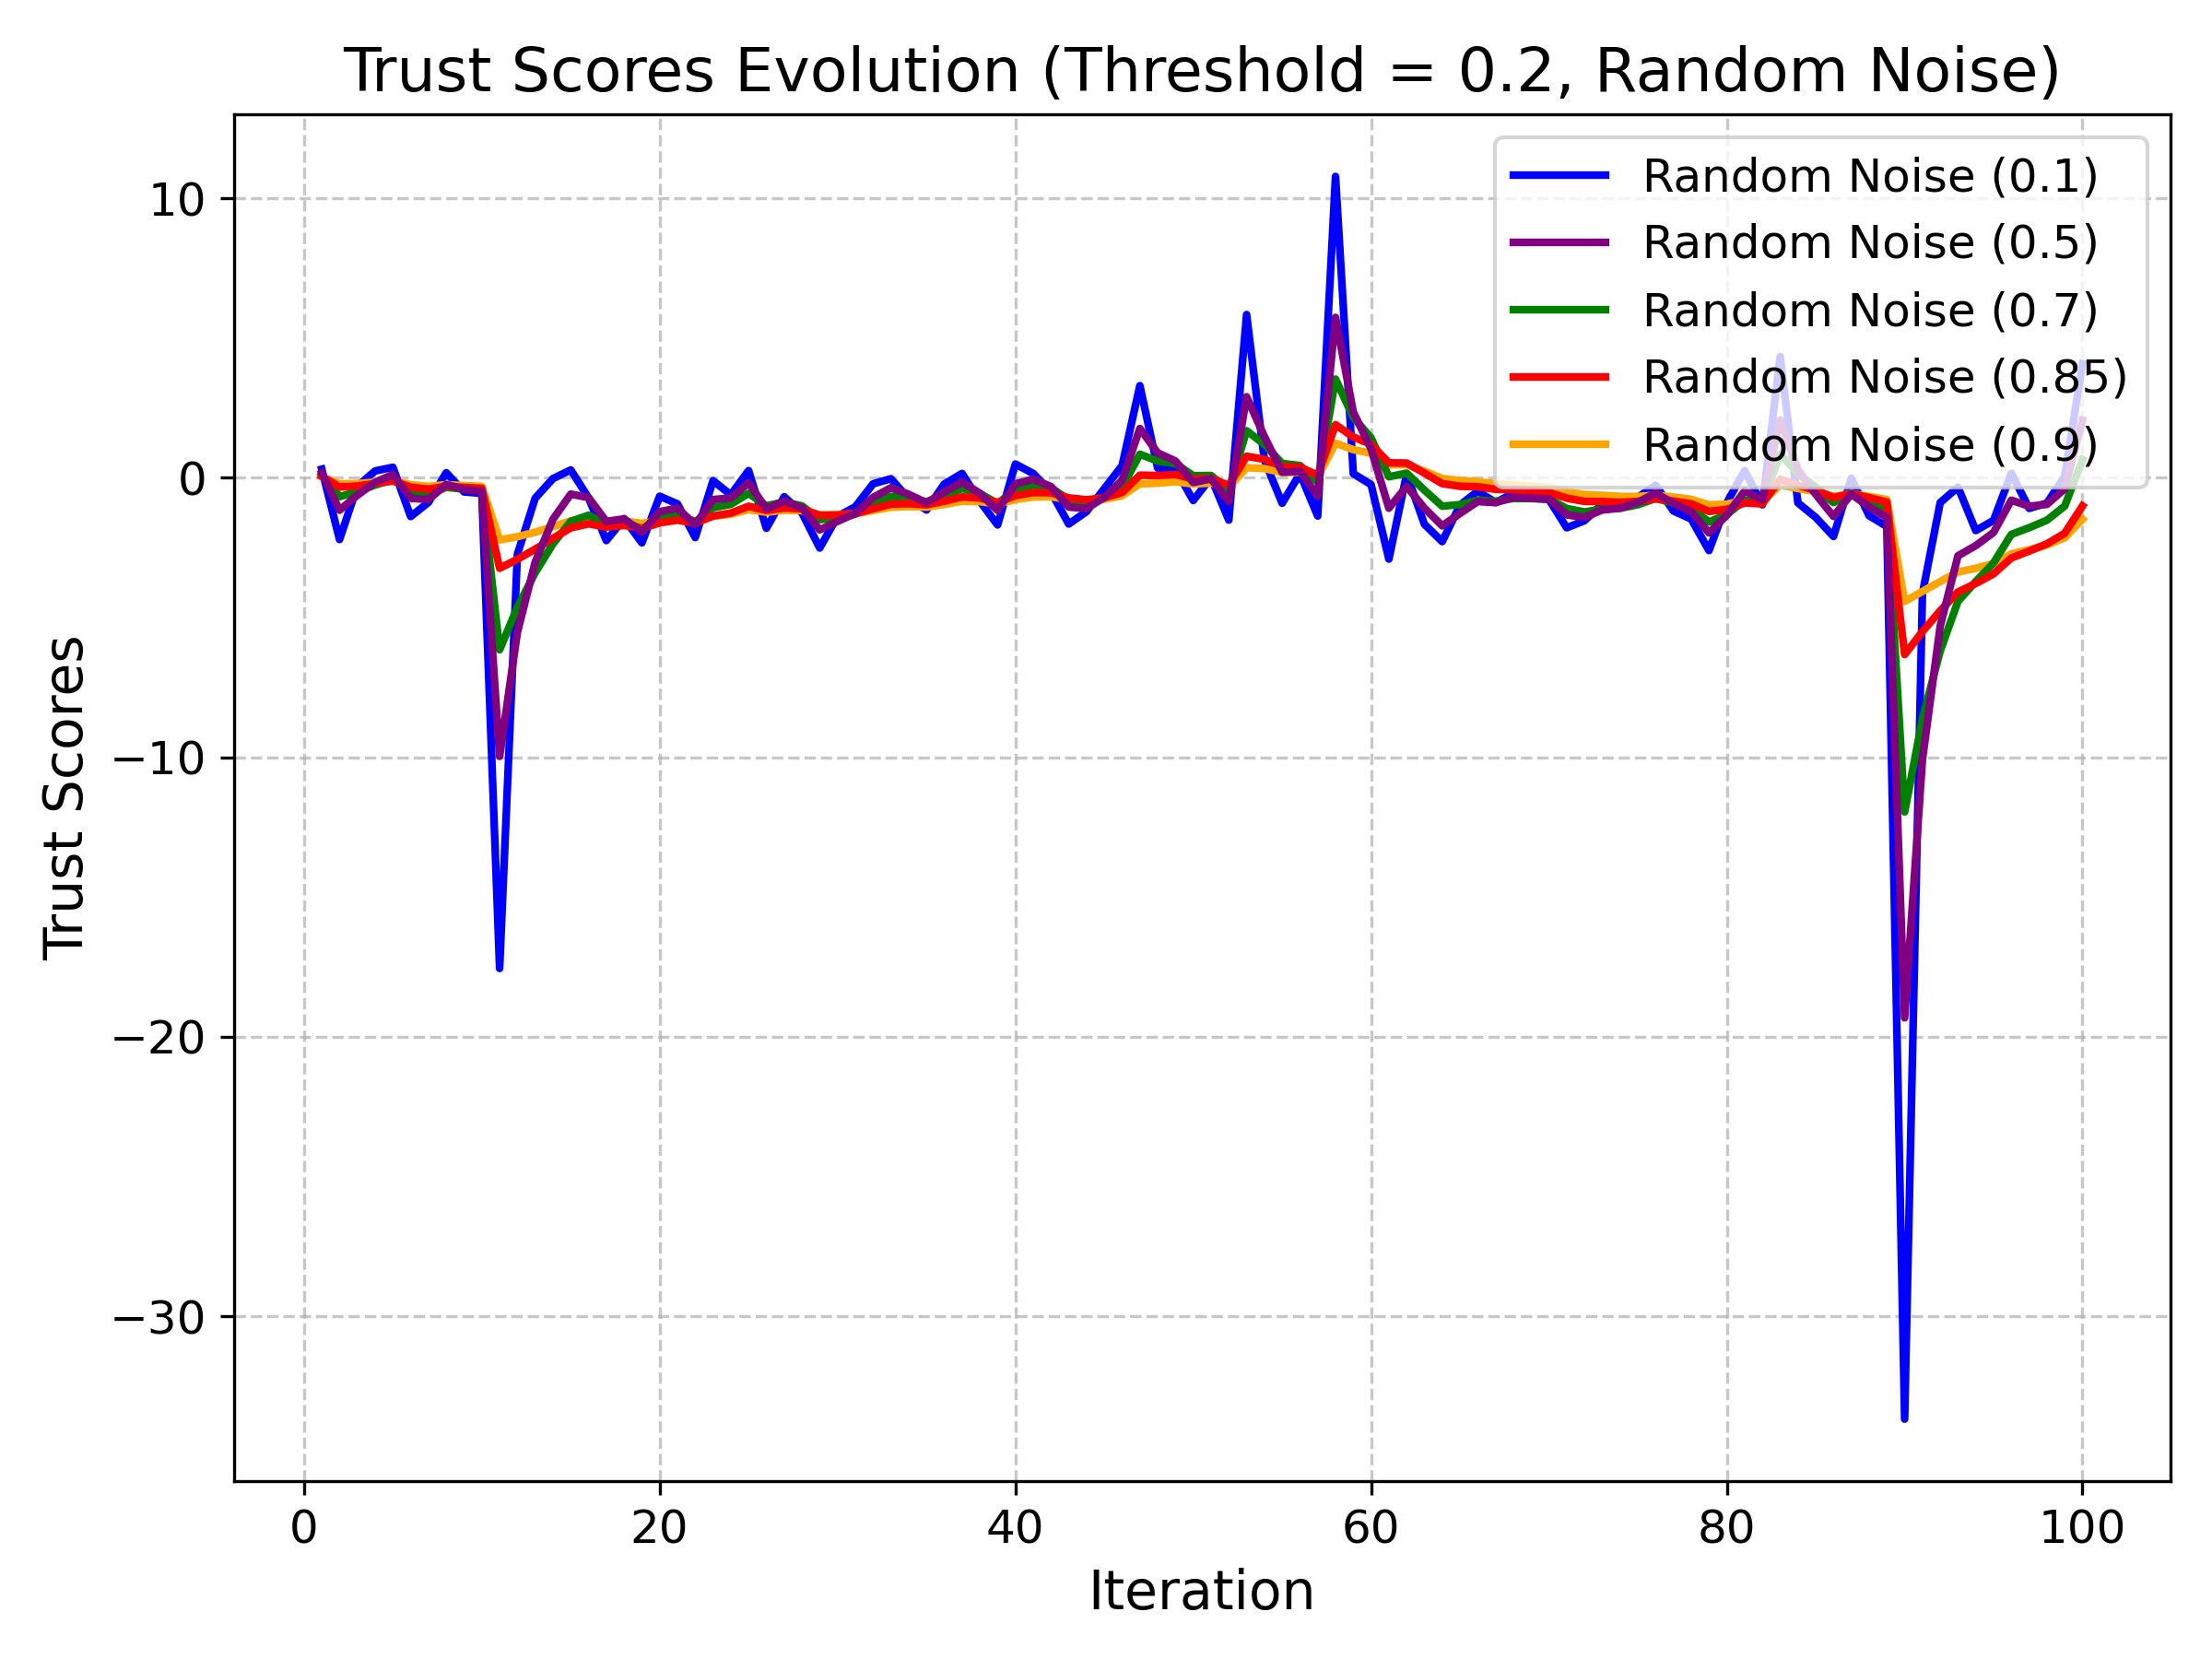 Trust Scores Evolution (Threshold = 0.2, Random Noise)
Random Noise (0.1)
Random Noise (0.5)
Random Noise (0.7)
Random Noise (0.85)
Random Noise (0.9)
10
0
−10
−20
−30
Trust Scores
0 20 40 60 80 100
Iteration